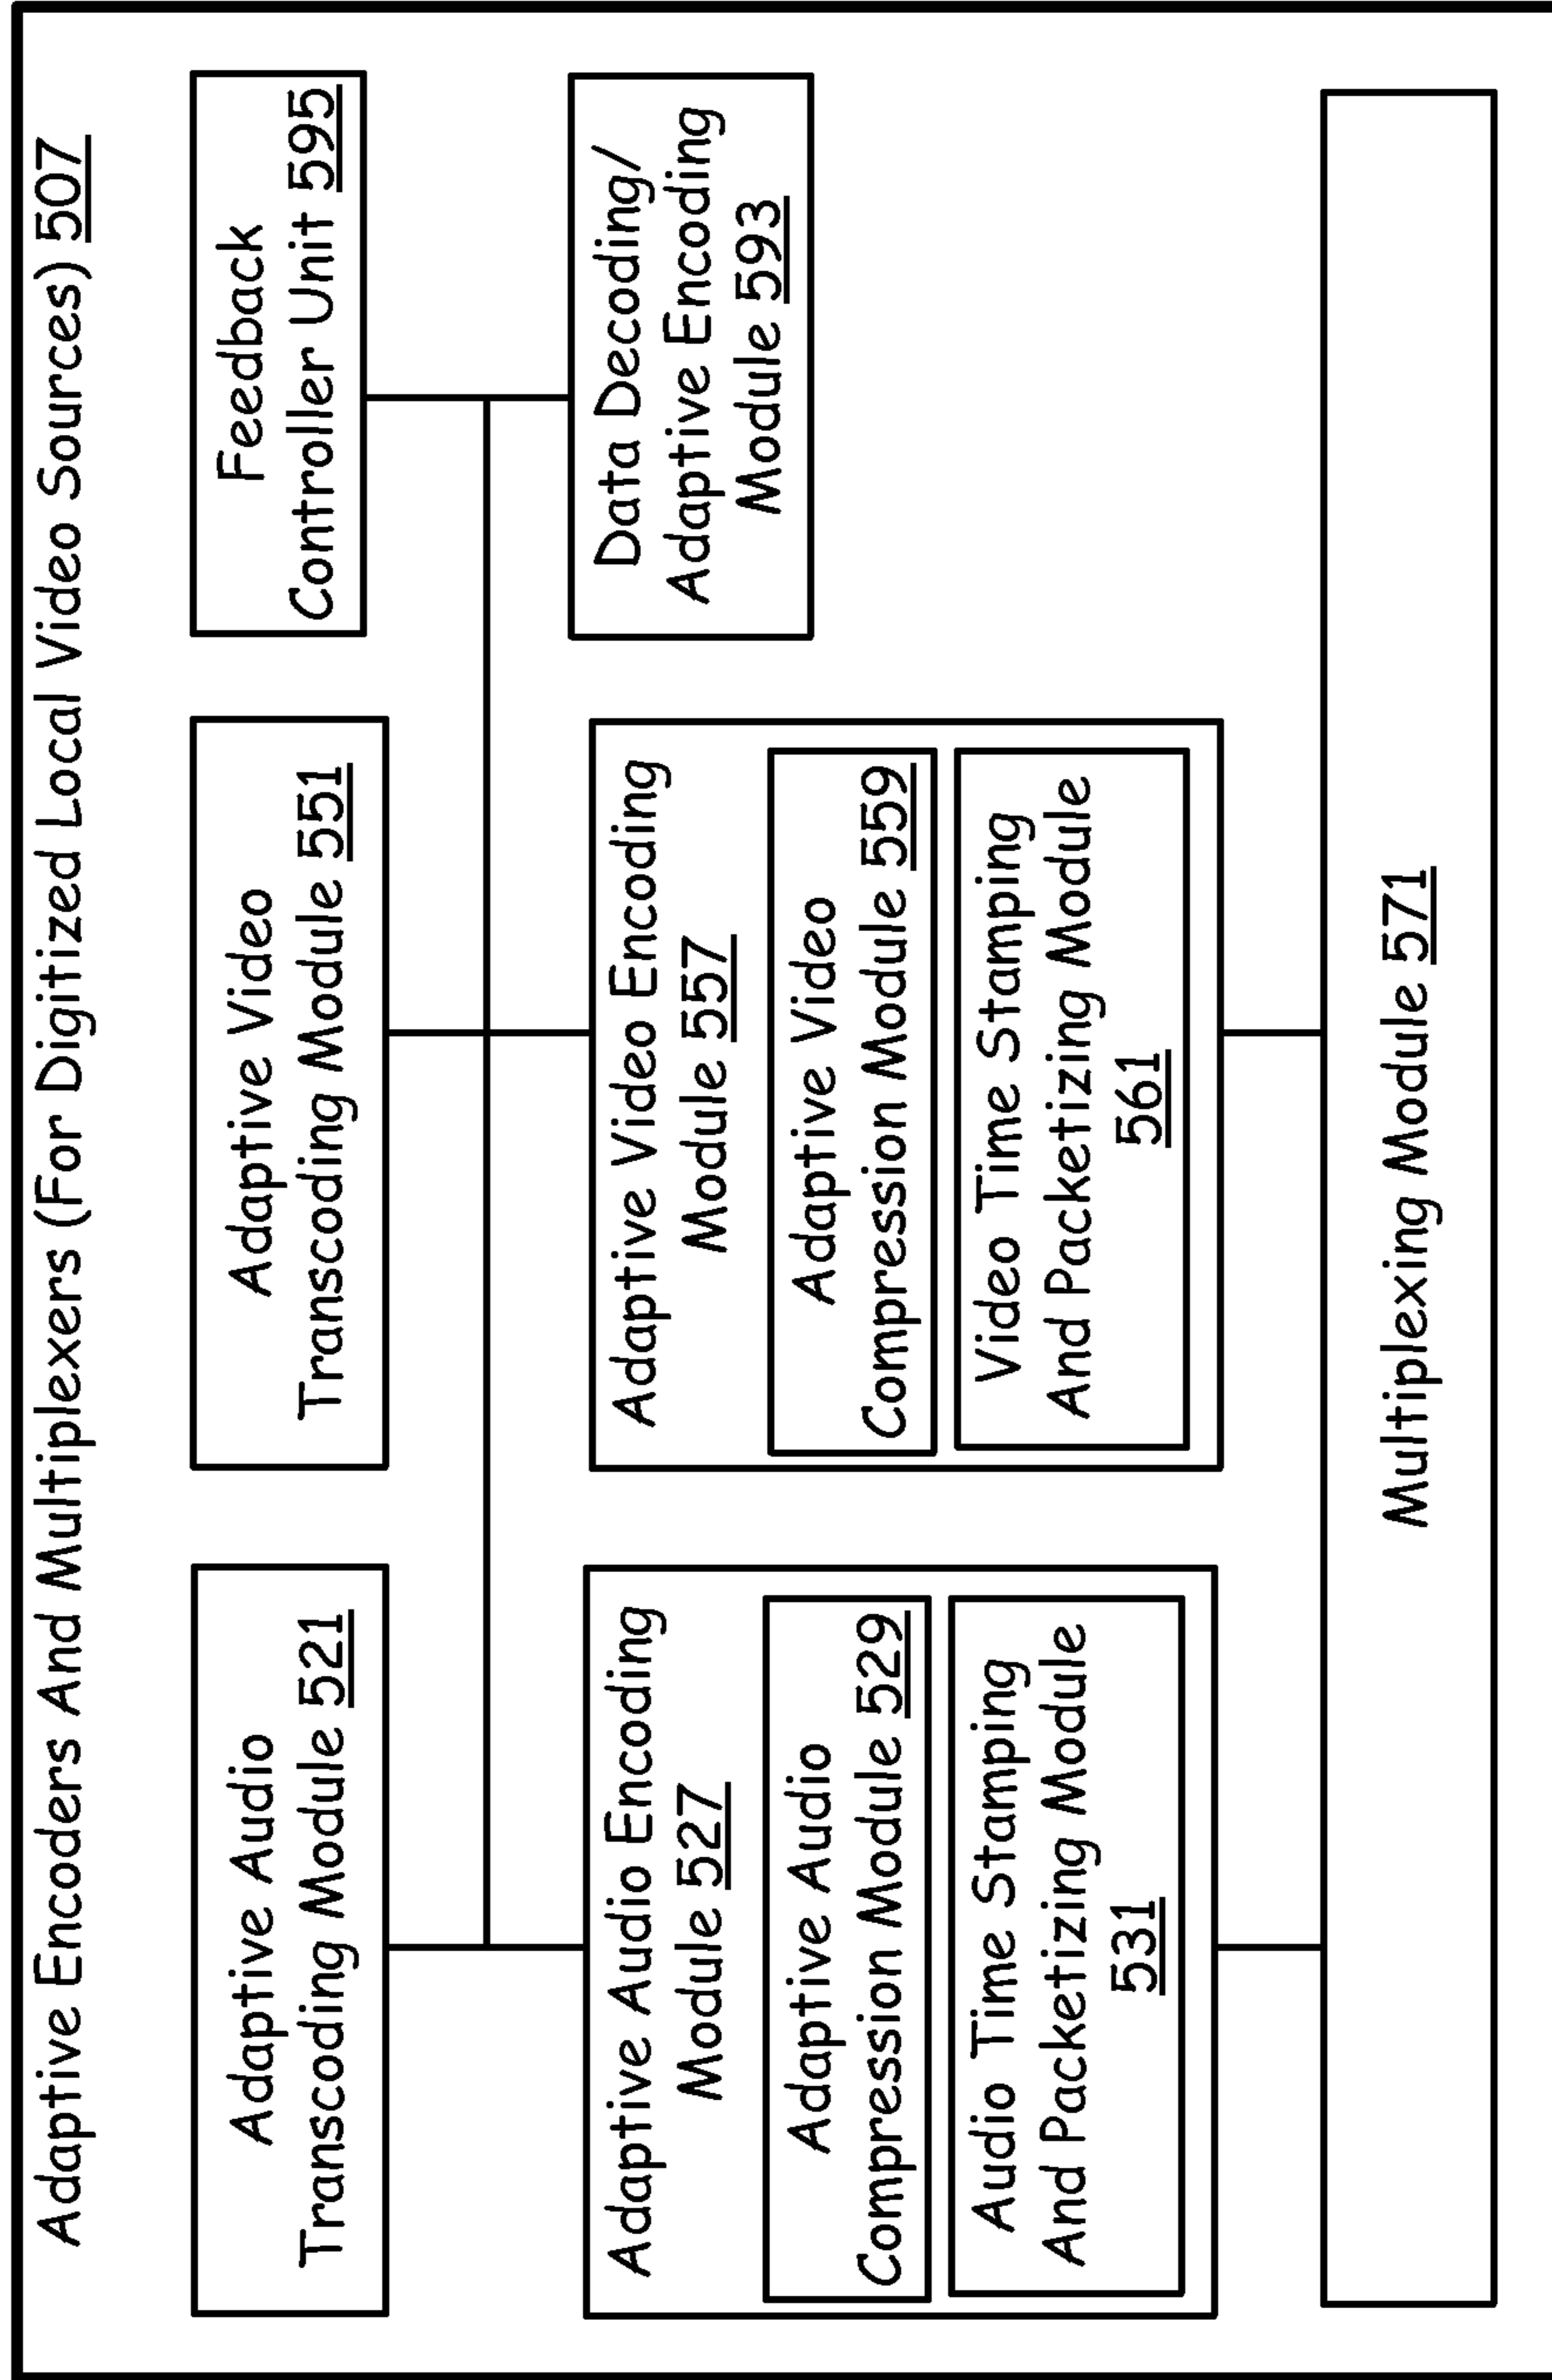 Adaptive Encoders And Multiplexers (For Digitized Local Video Sources) 507
Adaptive Audio
Transcoding Module 521
Adaptive Video
Transcoding Module 551
Feedback
Controller Unit 595
Adaptive Audio Encoding
Module 527
Adaptive Audio
Compression Module 529
Audio Time Stamping
And Packetizing Module
531
Adaptive Video Encoding
Module 557
Adaptive Video
Compression Module 559
Video Time Stamping
And Packetizing Module
561
Data Decoding/
Adaptive Encoding
Module 593
Multiplexing Module 571